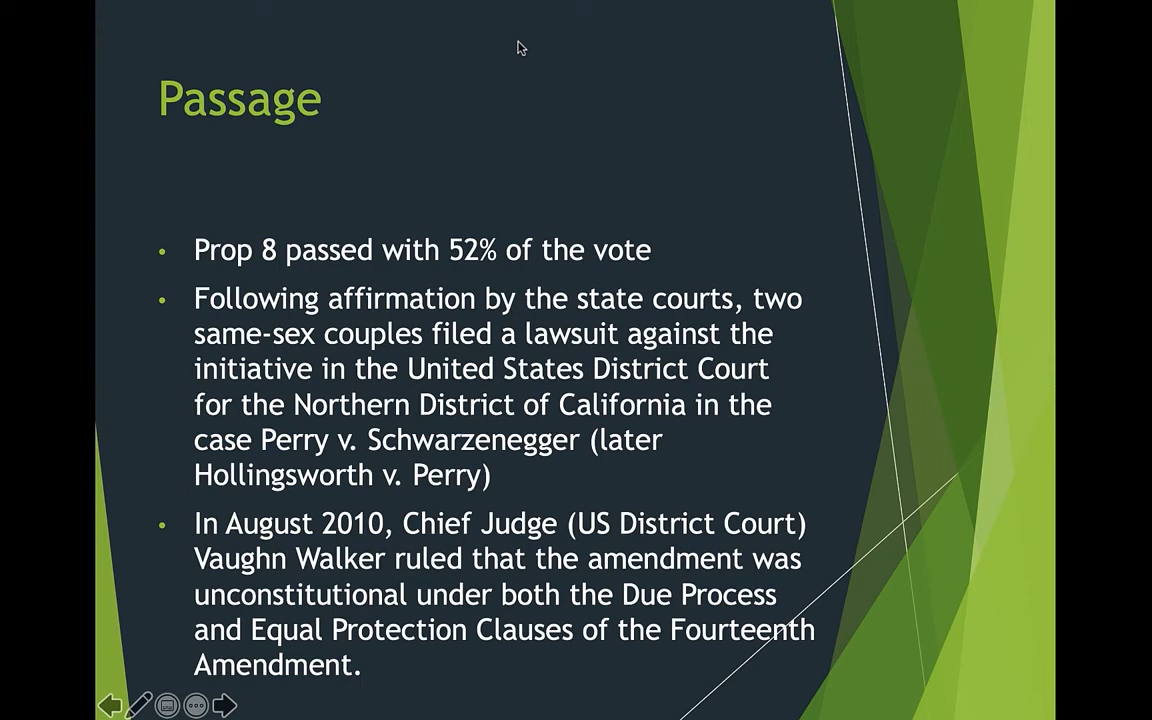 Passage
• Prop 8 passed with 52% of the vote
• Following affirmation by the state courts, two
same-sex couples filed a lawsuit against the
initiative in the United States District Court
for the Northern District of California in the
case Perry v. Schwarzenegger (later
Hollingsworth v. Perry)
• In August 2010, Chief Judge (US District Court)
Vaughn Walker ruled that the amendment was
unconstitutional under both the Due Process
and Equal Protection Clauses of the Fourteenth
Amendment.